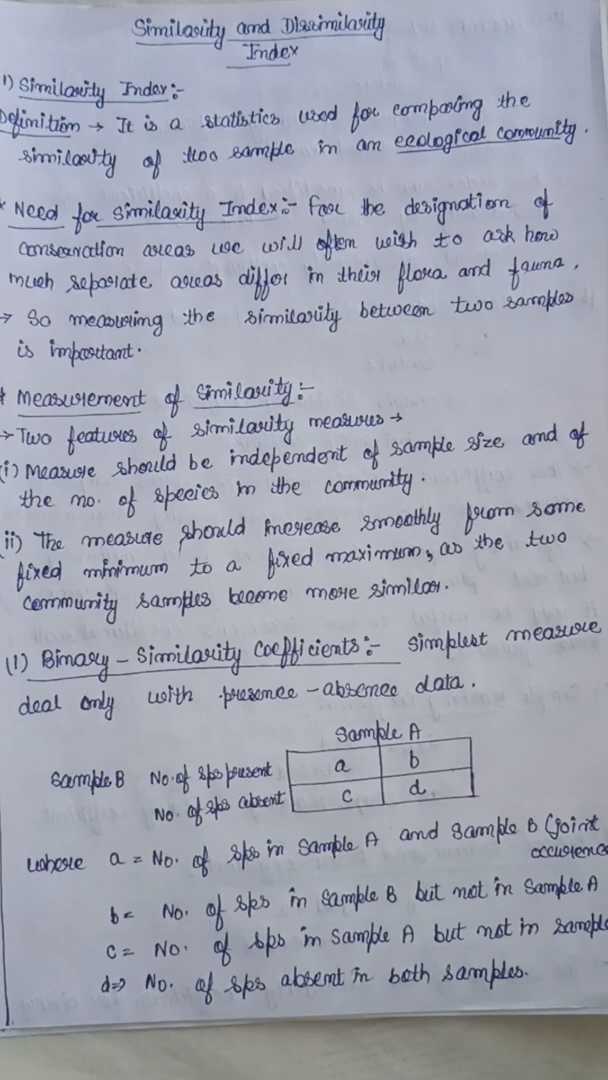 Similarity and Dissimilarity
Index
1) Similarity Index:-
Definition → It is a statistics used for comparing the
similarity of two sample in an ecological community.
* Need for similarity Index:- For the designation of
conservation areas we will often wish to ask how
much separate areas differ in their flora and fauna.
→ So measuring the similarity between two samples
is important.
* Measurement of Similarity:-
→ Two features of similarity measures →
(i) Measure should be independent of sample size and of
the no. of species in the community.
ii) The measure should increase smoothly from some
fixed minimum to a fixed maximum, as the two
community samples become more similar.
(1) Binary - Similarity Coefficients:- Simplest measure
deal only with presence - absence data.
Sample A
Sample B No. of sps present a b
No. of sps absent c d
where a = No. of sps in Sample A and Sample B (joint
occurence
b = No. of sps in Sample B but not in Sample A
c = No. of sps in Sample A but not in sample
d => No. of sps absent in both samples.